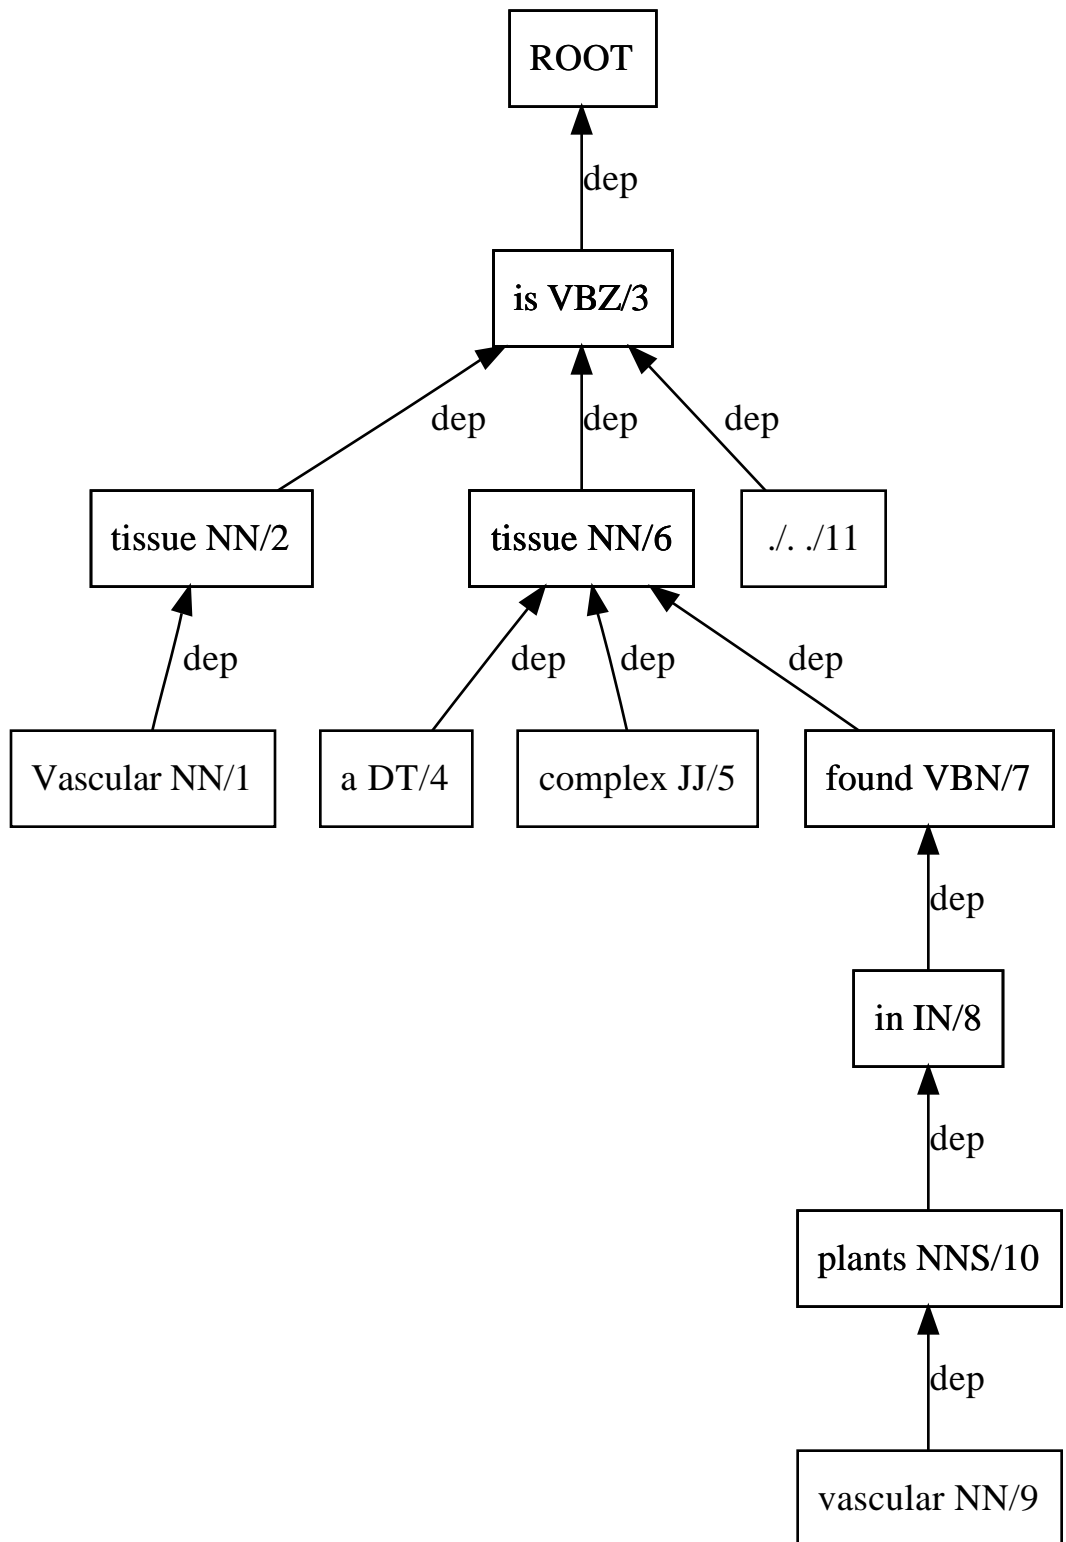 ROOT
dep
is VBZ/3
dep dep dep
tissue NN/2 tissue NN/6 ./. ./11
dep dep dep dep
Vascular NN/1 a DT/4 complex JJ/5 found VBN/7
dep
in IN/8
dep
plants NNS/10
dep
vascular NN/9